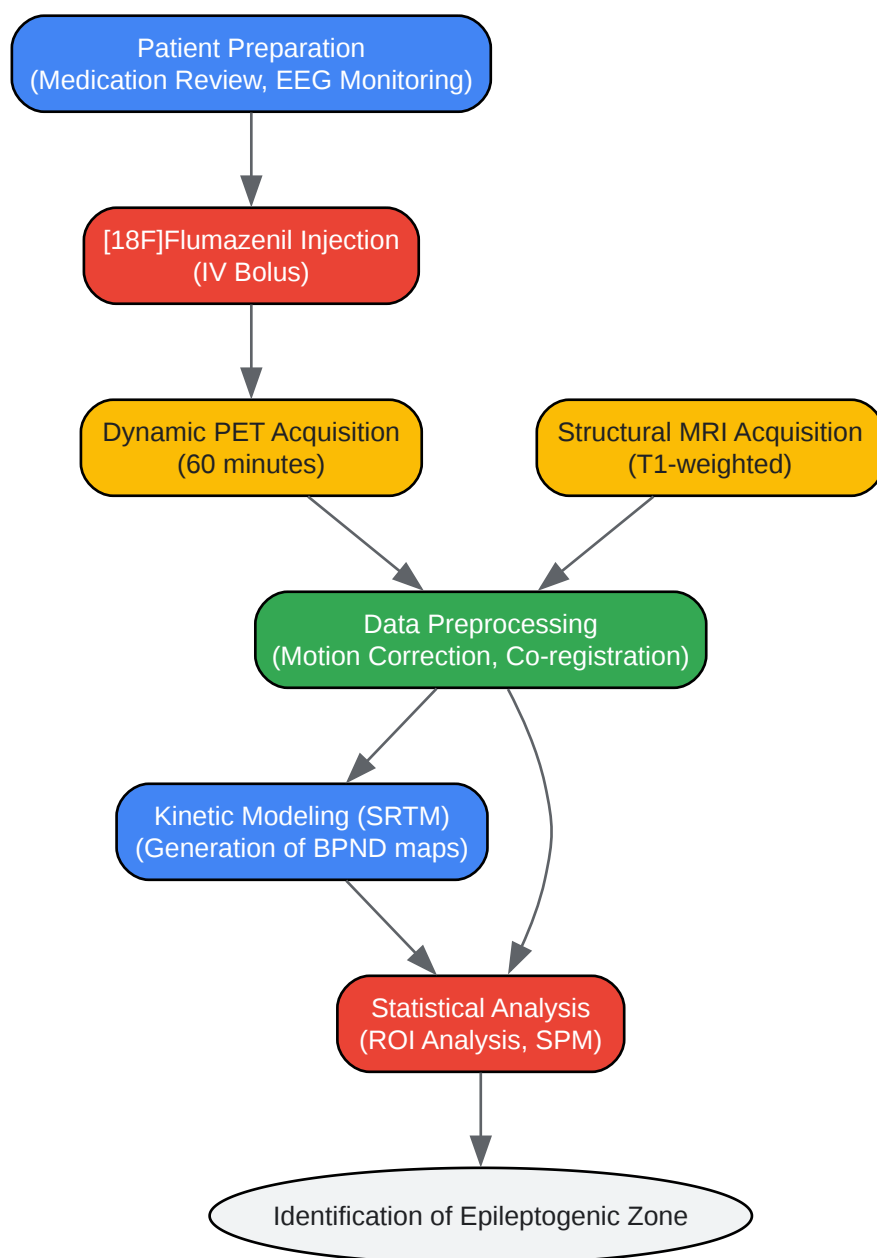 Patient Preparation
(Medication Review, EEG Monitoring)
[18F]Flumazenil Injection
(IV Bolus)
Dynamic PET Acquisition
(60 minutes)
Structural MRI Acquisition
(T1-weighted)
Data Preprocessing
(Motion Correction, Co-registration)
Kinetic Modeling (SRTM)
(Generation of BPND maps)
Statistical Analysis
(ROI Analysis, SPM)
Identification of Epileptogenic Zone